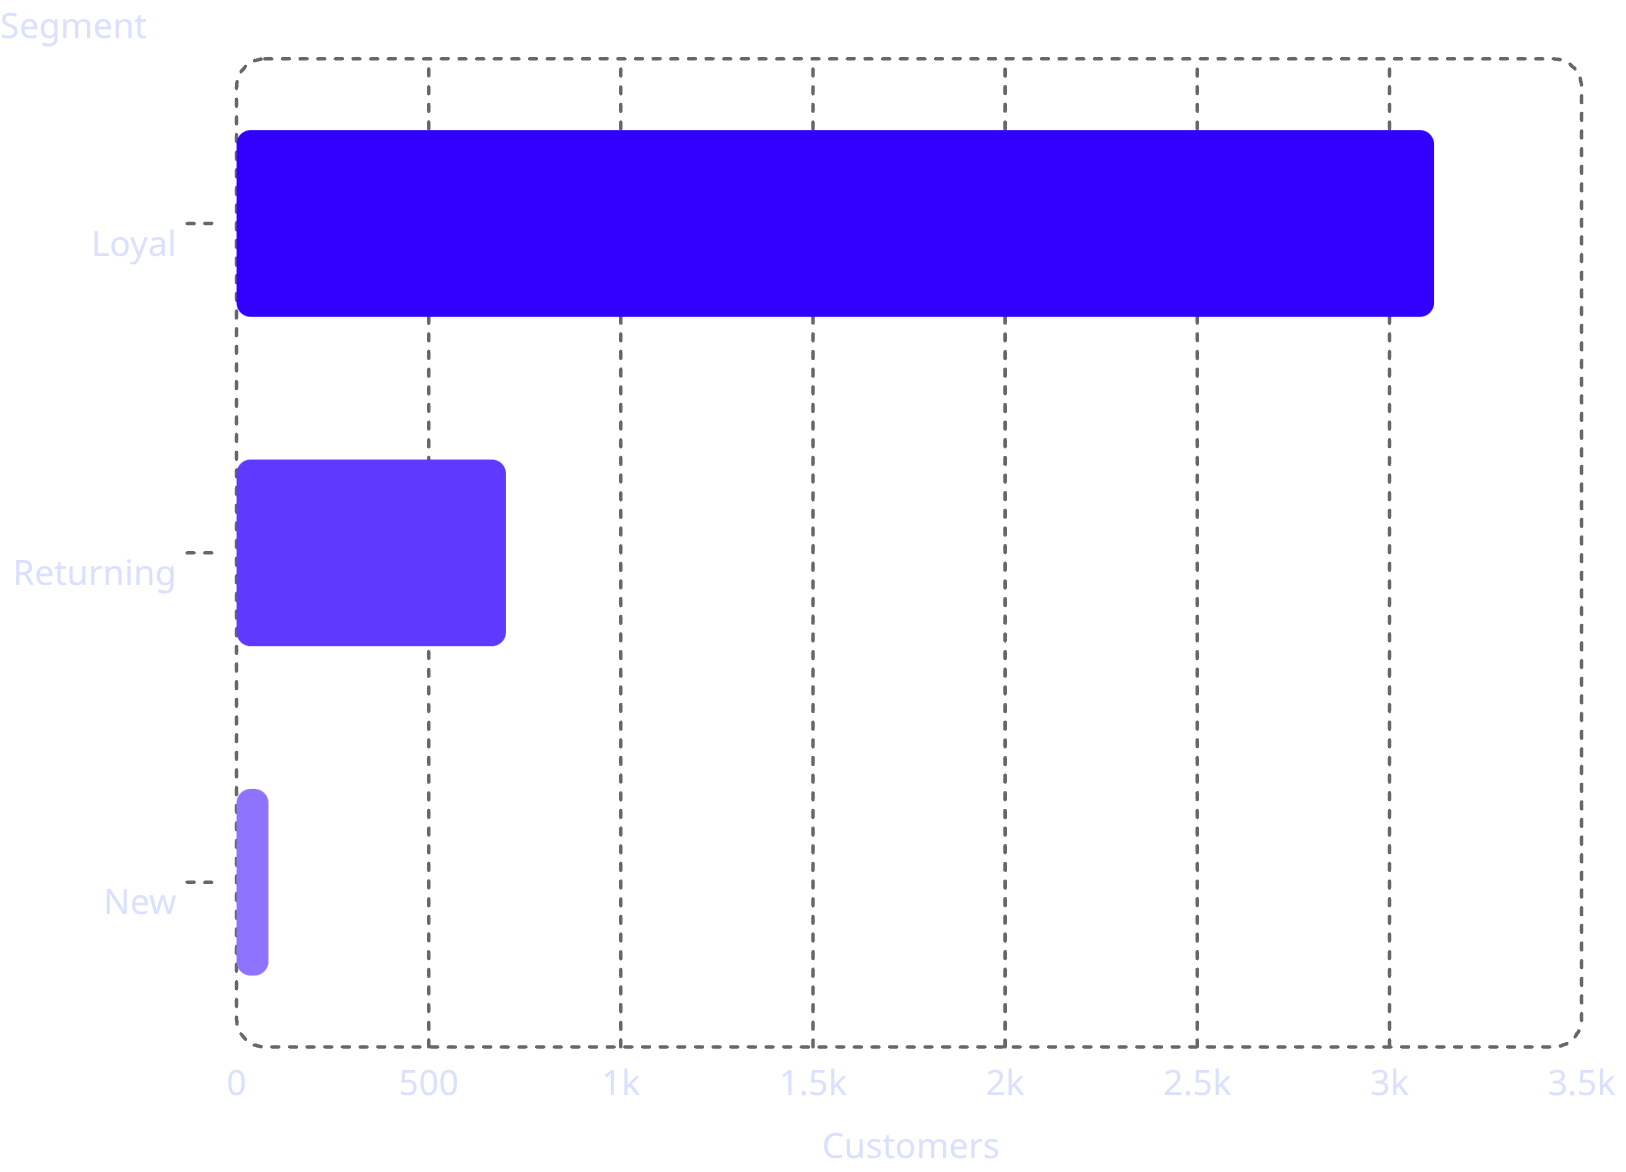 Segment
Loyal
Returning
New
0 500 1k 1.5k 2k 2.5k 3k 3.5k
Customers